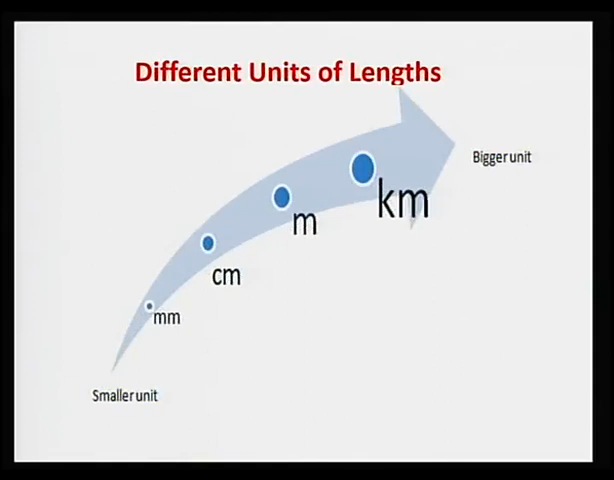 Different Units of Lengths
Bigger unit
km
m
cm
mm
Smaller unit